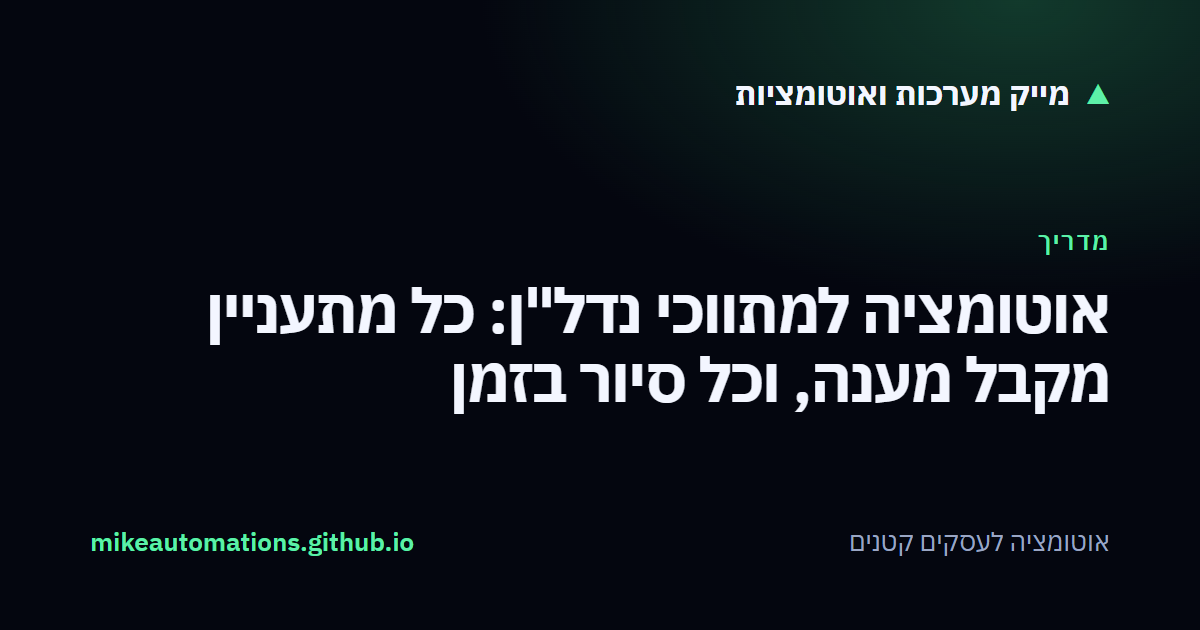 מייק מערכות ואוטומציות
מדריך
אוטומציה למתווכי נדל"ן: כל מתעניין
מקבל מענה, וכל סיור בזמן
אוטומציה לעסקים קטנים
mikeautomations.github.io